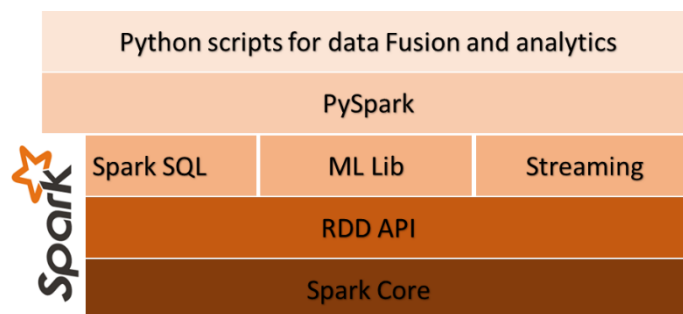 Python scripts for data Fusion and analytics
PySpark
Spark SQL
ML Lib
Streaming
RDD API
Spark Core
Spark